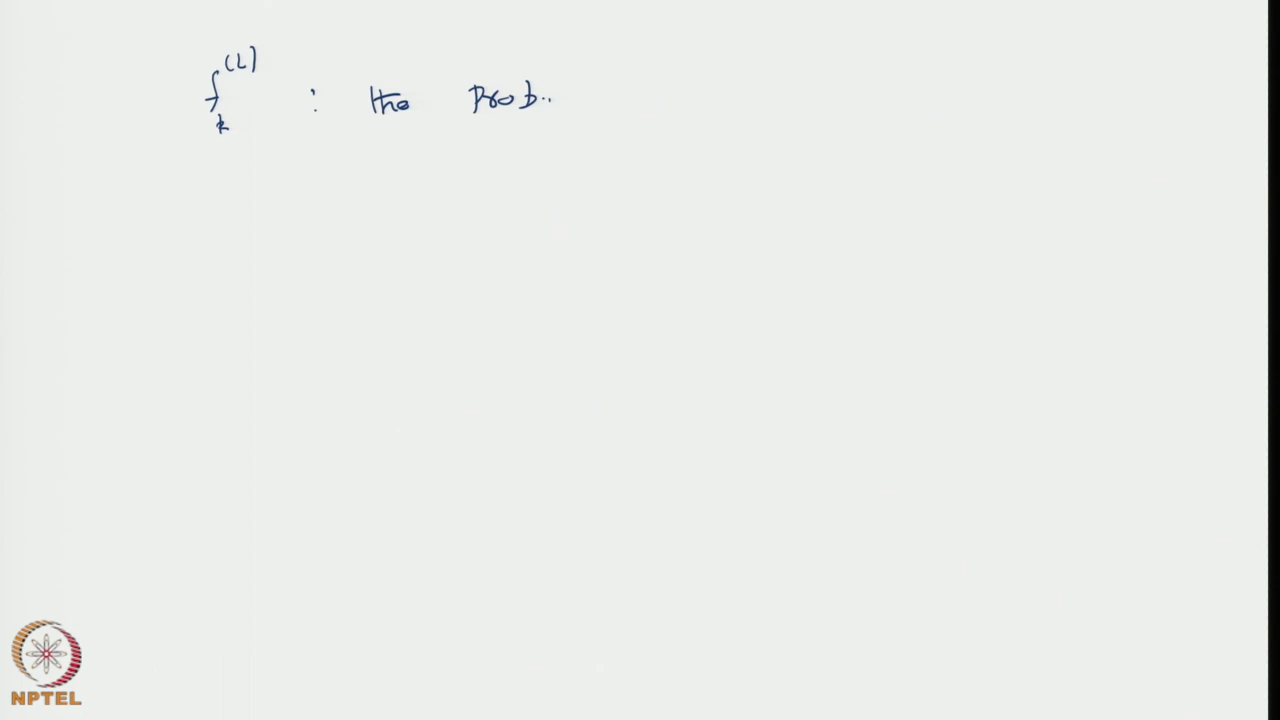 f_k^(L) : the Prob..
NPTEL